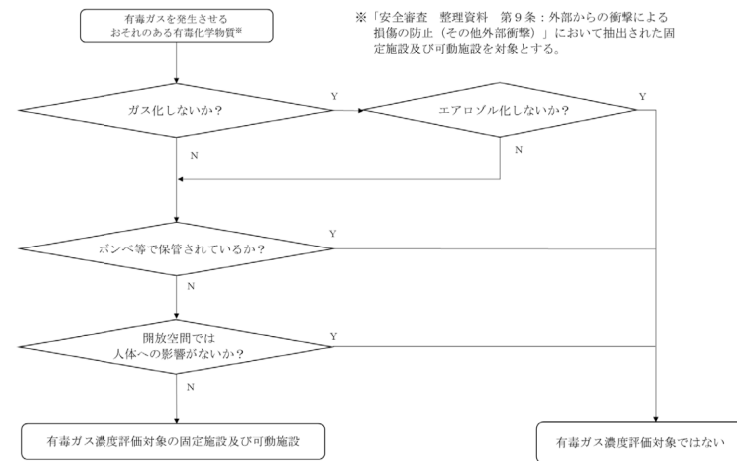 有毒ガスを発生させる
おそれのある有毒化学物質※
※「安全審査　整理資料　第９条：外部からの衝撃による
損傷の防止（その他外部衝撃）」において抽出された固
定施設及び可動施設を対象とする。
ガス化しないか？
Y
エアロゾル化しないか？
Y
N
N
ボンベ等で保管されているか？
Y
N
開放空間では
人体への影響がないか？
Y
N
有毒ガス濃度評価対象の固定施設及び可動施設
有毒ガス濃度評価対象ではない